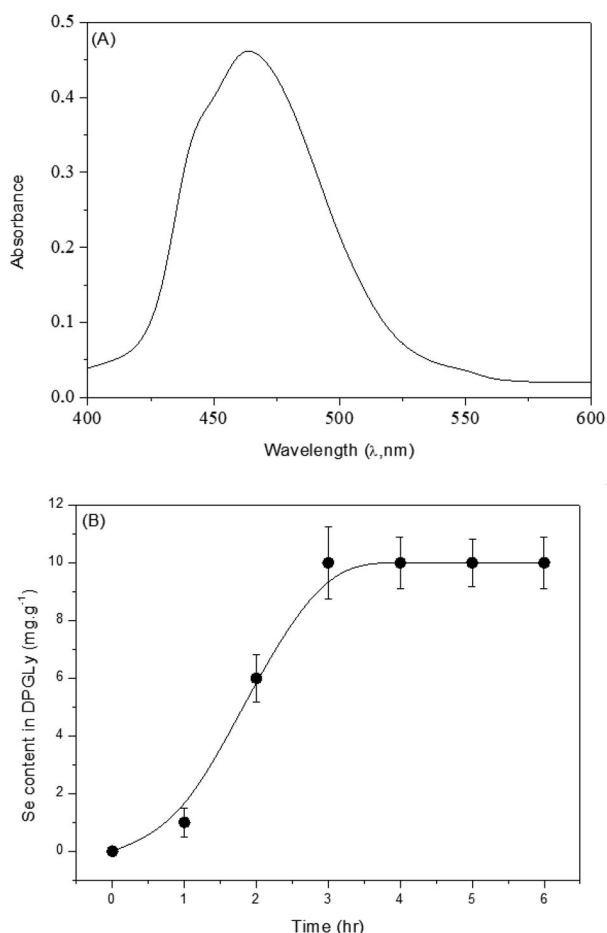 (A)
0.5
0.4
0.3
0.2
0.1
0.0
Absorbance
400 450 500 550 600
Wavelength (λ,nm)
(B)
12
10
8
6
4
2
0
Se content in DPGLy (mg.g⁻¹)
0 1 2 3 4 5 6
Time (hr)